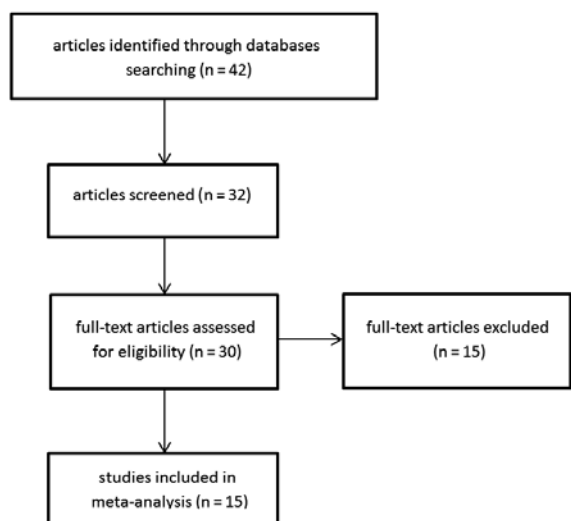 articles identified through databases
searching (n = 42)
articles screened (n = 32)
full-text articles assessed
for eligibility (n = 30)
full-text articles excluded
(n = 15)
studies included in
meta-analysis (n = 15)